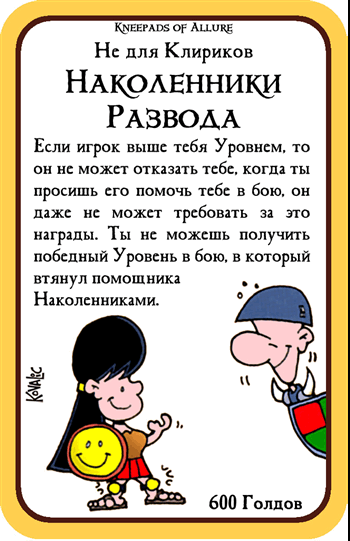 Kneepads of Allure
Не для Клириков
Наколенники
Развода
Если игрок выше тебя Уровнем, то
он не может отказать тебе, когда ты
просишь его помочь тебе в бою, он
даже не может требовать за это
награды. Ты не можешь получить
победный Уровень в бою, в который
втянул помощника
Наколенниками.
Kovalic
600 Голдов